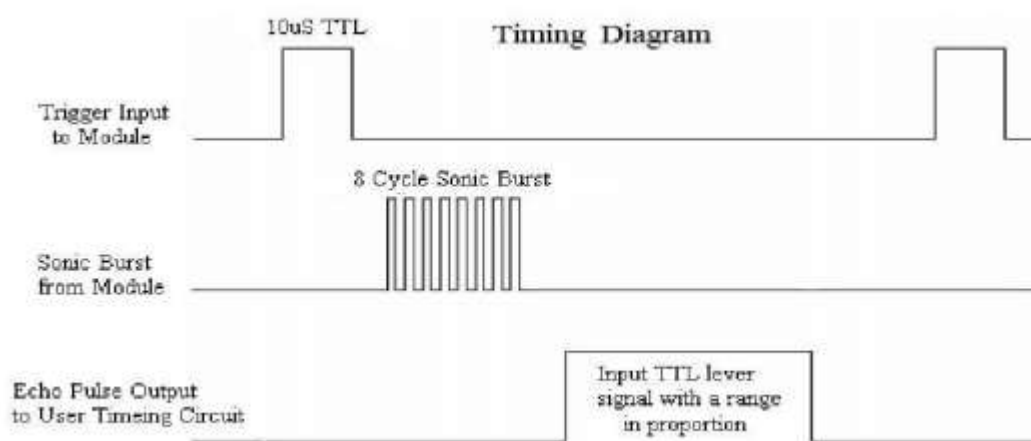 10uS TTL
Timing Diagram
Trigger Input
to Module
8 Cycle Sonic Burst
Sonic Burst
from Module
Echo Pulse Output
to User Timeing Circuit
Input TTL lever
signal with a range
in proportion